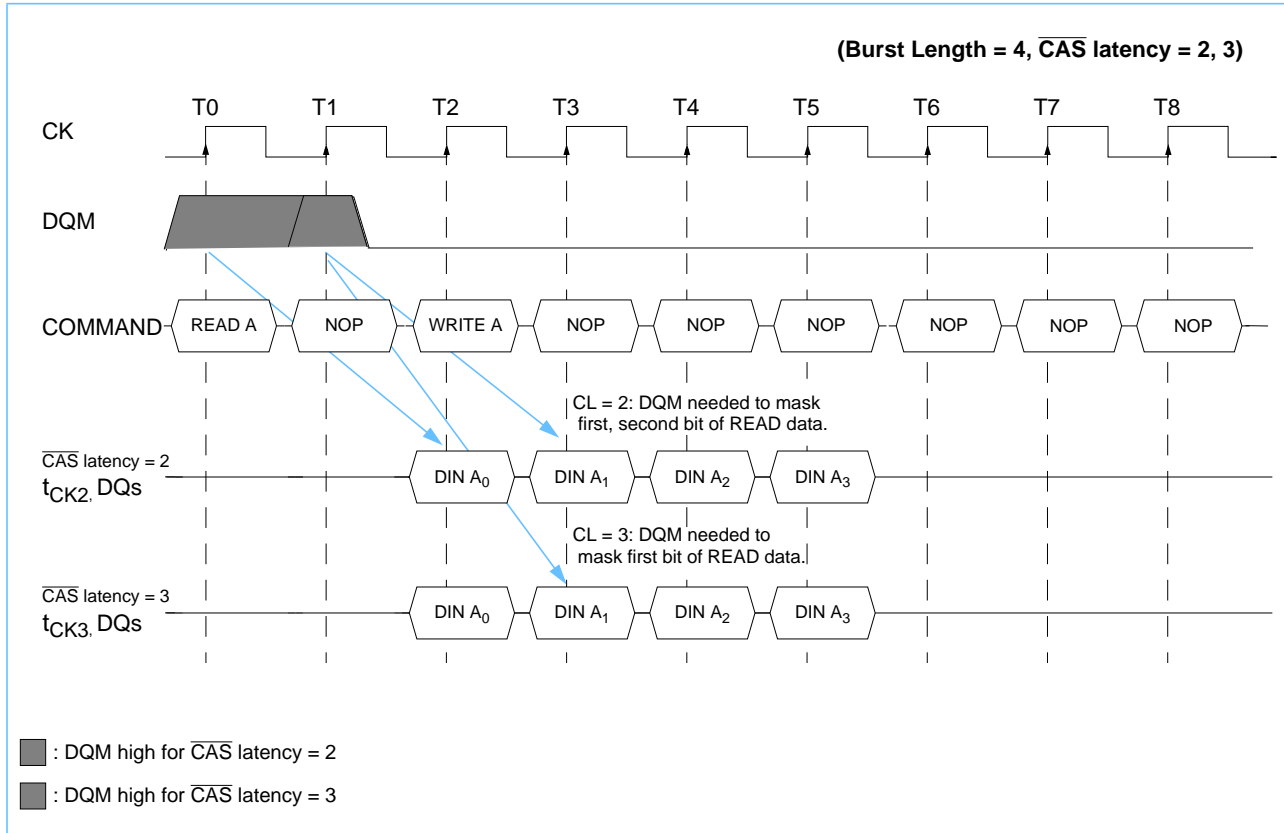 (Burst Length = 4, CAS latency = 2, 3)
T0 T1 T2 T3 T4 T5 T6 T7 T8
CK
DQM
COMMAND READ A NOP WRITE A NOP NOP NOP NOP NOP NOP
CL = 2: DQM needed to mask
first, second bit of READ data.
CAS latency = 2
tCK2, DQs DIN A0 DIN A1 DIN A2 DIN A3
CL = 3: DQM needed to
mask first bit of READ data.
CAS latency = 3
tCK3, DQs DIN A0 DIN A1 DIN A2 DIN A3
: DQM high for CAS latency = 2
: DQM high for CAS latency = 3